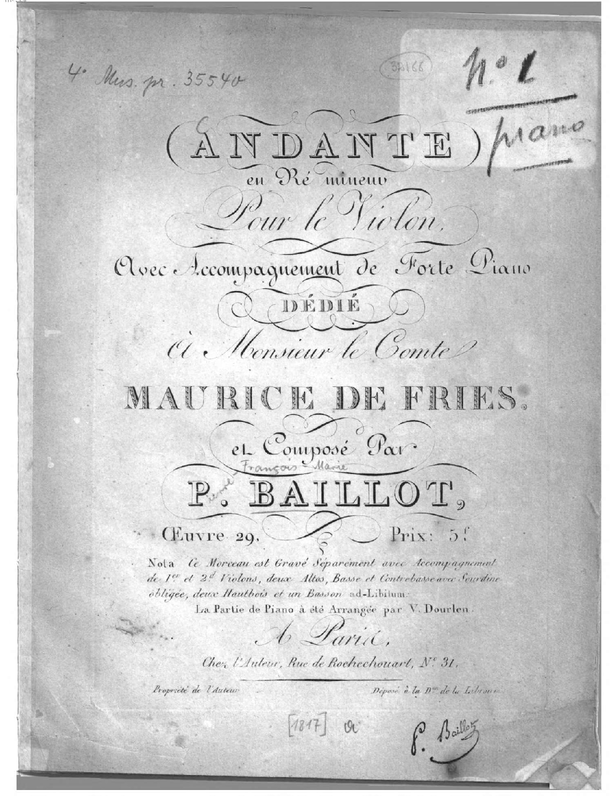 4° Mus. pr. 35540
N.° 1
piano
ANDANTE
en Ré mineur
Pour le Violon,
Avec Accompagnement de Forte Piano
DÉDIÉ
A Monsieur le Comte
MAURICE DE FRIES.
et Composé Par
François-Marie
P. BAILLOT,
Œuvre 29. Prix: 5f
Nota Ce Morceau est Gravé Séparément avec Accompagnement
de 1er et 2d Violons, deux Altos, Basse et Contrebasse avec Sourdine
obligée, deux Hautbois et un Basson ad-Libitum.
La Partie de Piano à été Arrangée par V. Dourlen.
A Paris,
Chez l'Auteur, Rue de Rochechouart, N° 31.
Propriété de l'Auteur Déposé à la Don de la Librairie
[1817] a
P. Baillot